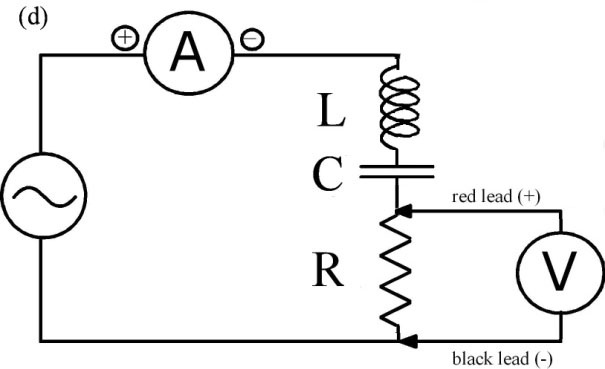 (d)
+ A −
L
C
red lead (+)
R
V
black lead (-)